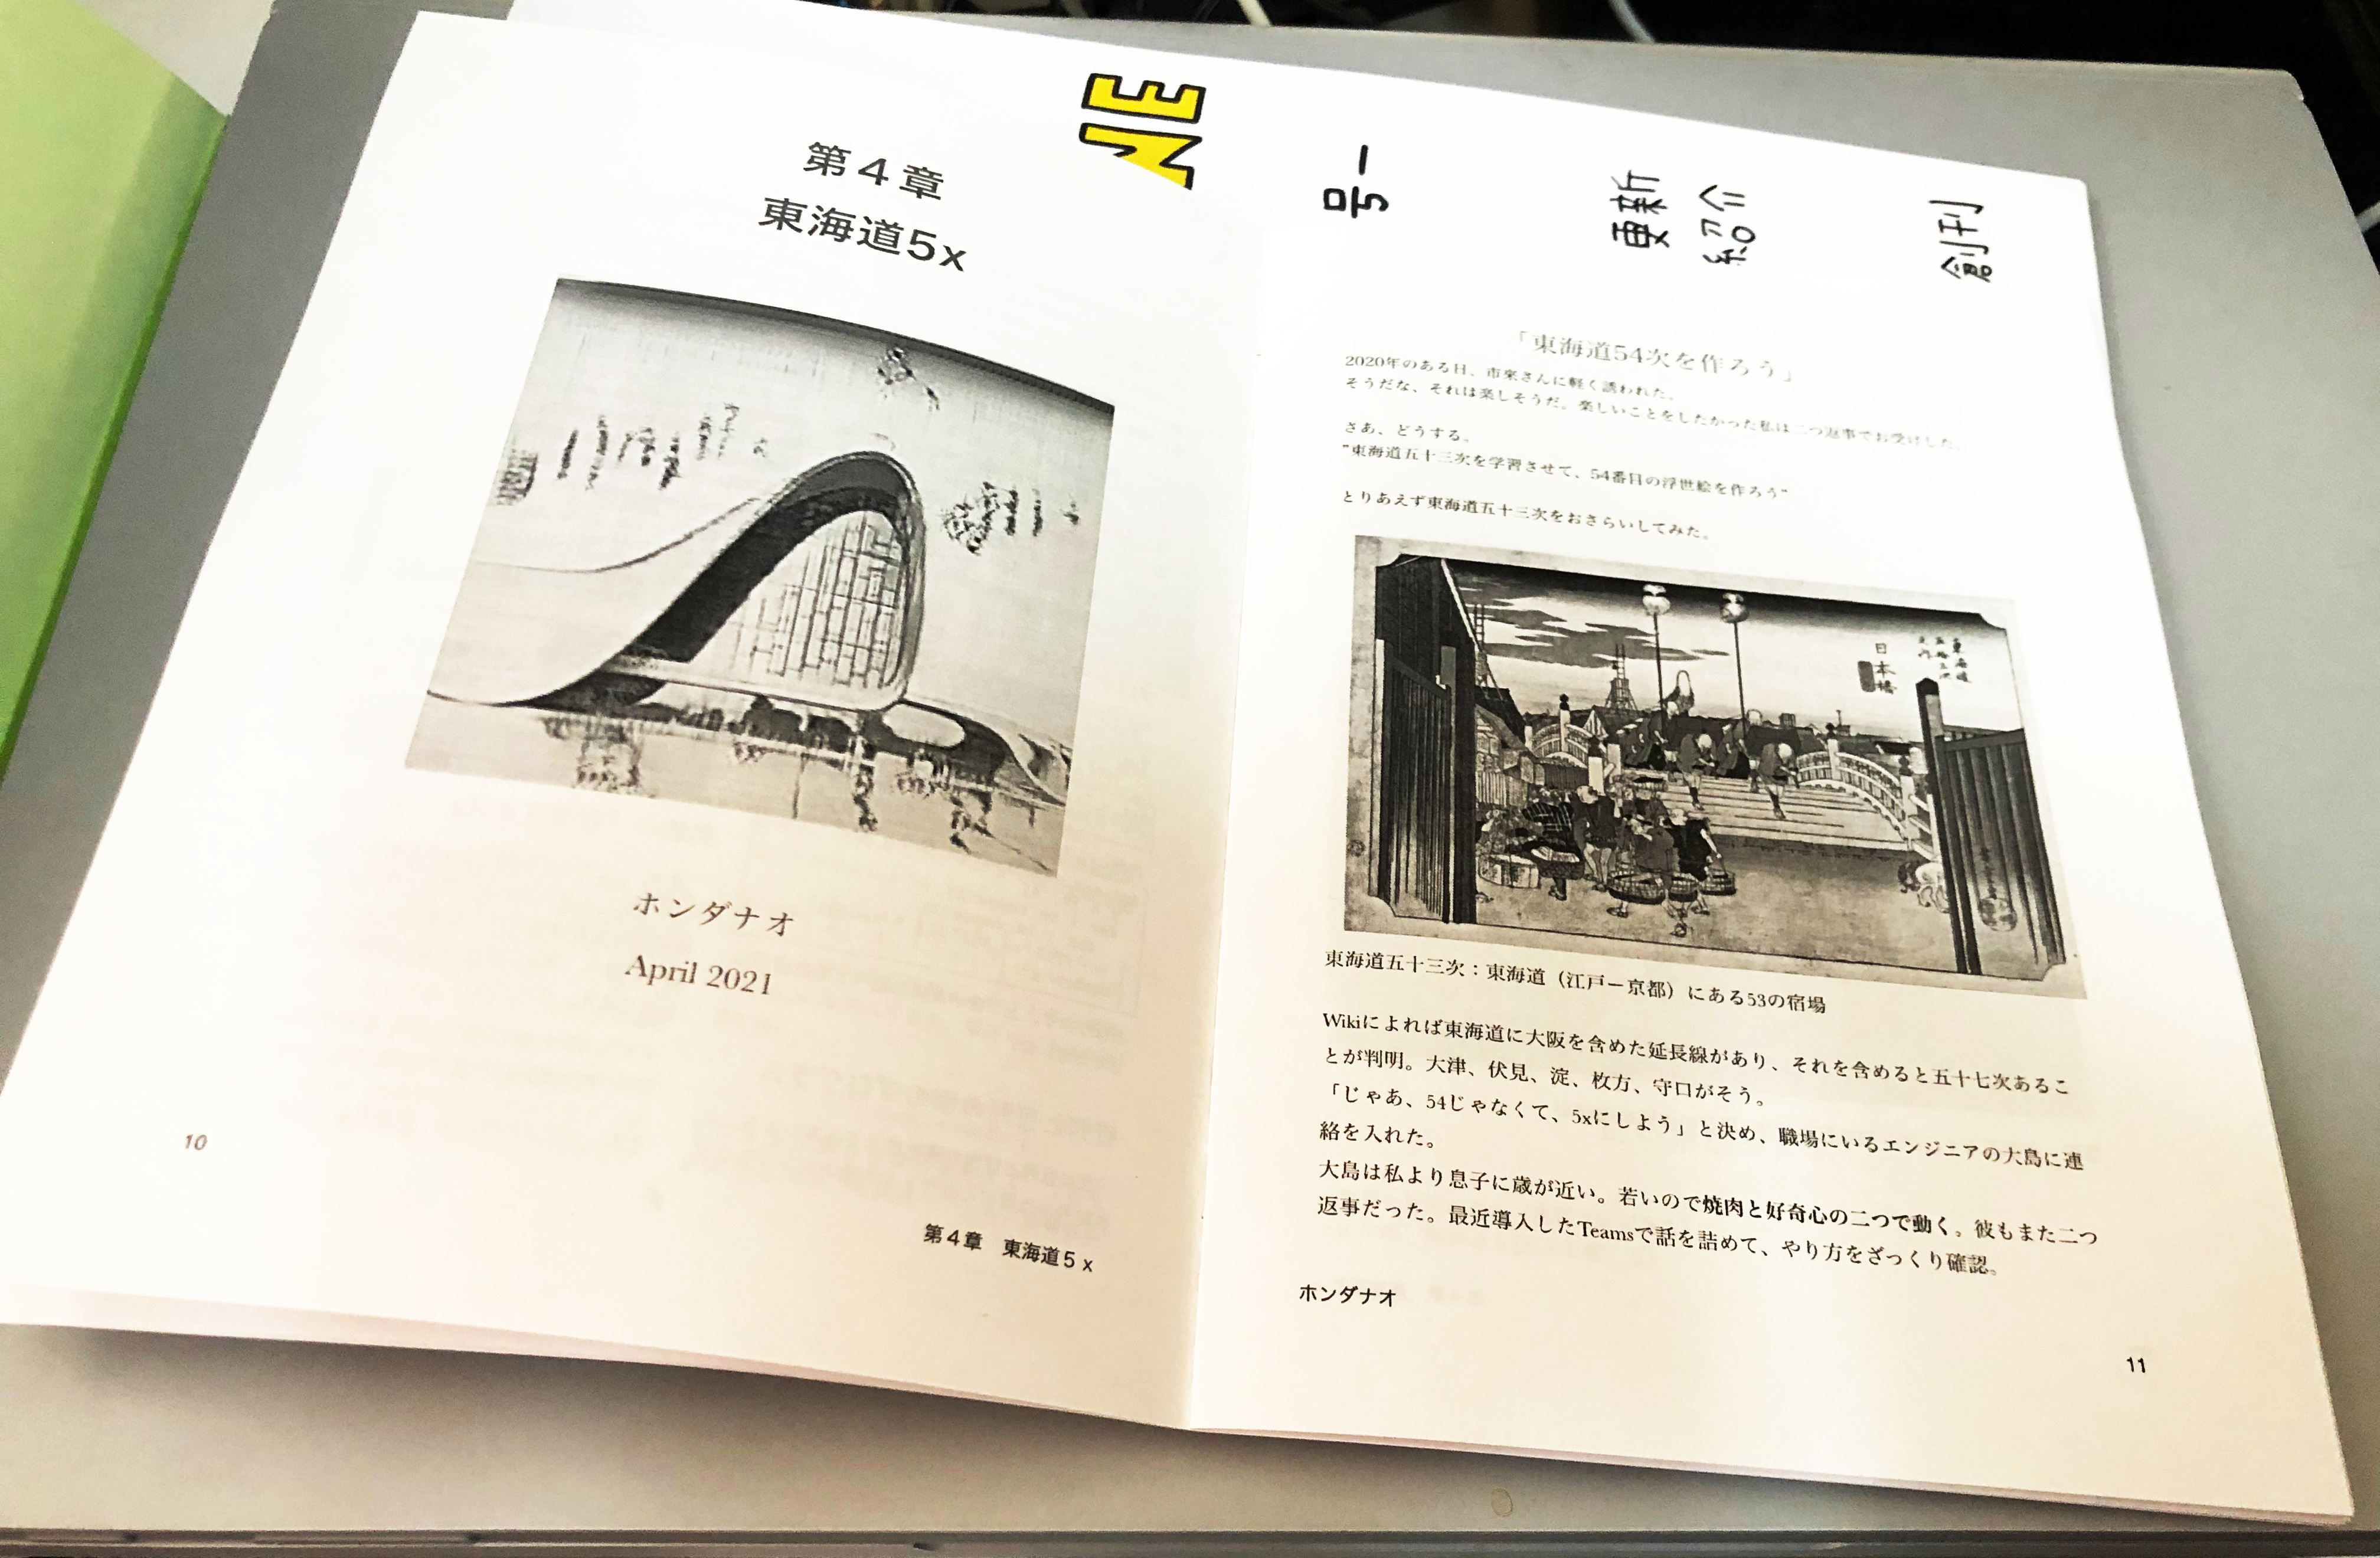 第4章
東海道5x
ホンダナオ
April 2021
10
第4章 東海道5x
NE
号一
更新
紹介
創刊
「東海道54次を作ろう」
2020年のある日、市來さんに軽く誘われた。
そうだな、それは楽しそうだ。楽しいことをしたかった私は二つ返事でお受けした。
さあ、どうする。
"東海道五十三次を学習させて、54番目の浮世絵を作ろう"
とりあえず東海道五十三次をおさらいしてみた。
日本橋
東海道五十三次：東海道（江戸ー京都）にある53の宿場
Wikiによれば東海道に大阪を含めた延長線があり、それを含めると五十七次あるこ
とが判明。大津、伏見、淀、枚方、守口がそう。
「じゃあ、54じゃなくて、5xにしよう」と決め、職場にいるエンジニアの大島に連
絡を入れた。
大島は私より息子に歳が近い。若いので焼肉と好奇心の二つで動く。彼もまた二つ
返事だった。最近導入したTeamsで話を詰めて、やり方をざっくり確認。
ホンダナオ
11